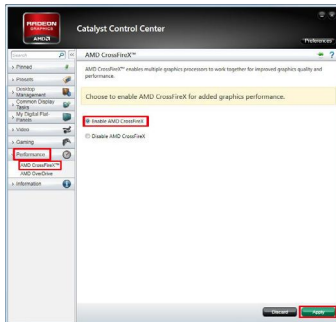 RADEON
GRAPHICS
AMD
Catalyst Control Center
Preferences
Search
AMD CrossFireX™
Pinned
AMD CrossFireX™ enables multiple graphics processors to work together for improved graphics quality and
performance.
Presets
Desktop
Management
Choose to enable AMD CrossFireX for added graphics performance.
Common Display
Tasks
My Digital Flat-
Panels
Enable AMD CrossFireX
Video
Disable AMD CrossFireX
Gaming
Performance
AMD CrossFireX™
AMD OverDrive
Information
Discard
Apply